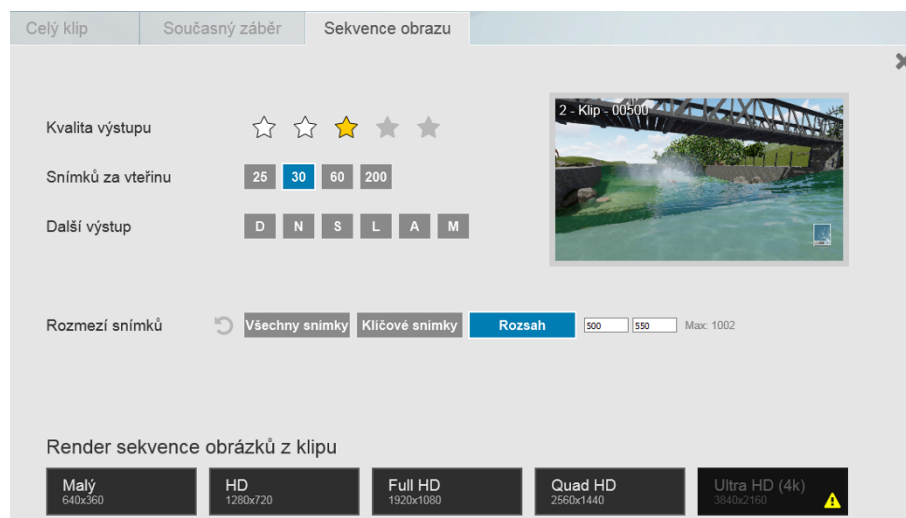 Celý klip Současný záběr Sekvence obrazu
2 - Klip - 00500
Kvalita výstupu
Snímků za vteřinu 25 30 60 200
Další výstup D N S L A M
Rozmezí snímků Všechny snímky Klíčové snímky Rozsah 500 550 Max: 1002
Render sekvence obrázků z klipu
Malý HD Full HD Quad HD Ultra HD (4k)
640x360 1280x720 1920x1080 2560x1440 3840x2160